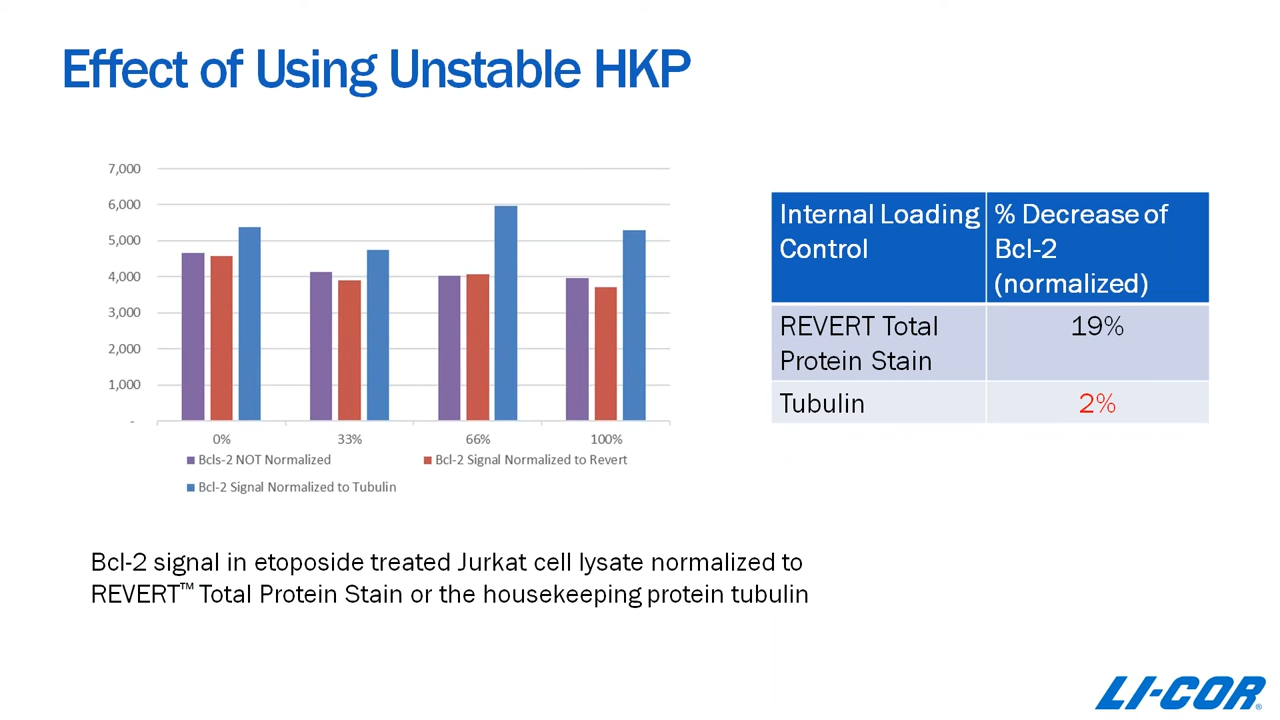 Effect of Using Unstable HKP
7,000
6,000
5,000
4,000
3,000
2,000
1,000
-
0%
33%
66%
100%
Bcls-2 NOT Normalized
Bcl-2 Signal Normalized to Revert
Bcl-2 Signal Normalized to Tubulin
Internal Loading
Control
% Decrease of
Bcl-2
(normalized)
REVERT Total
Protein Stain
19%
Tubulin
2%
Bcl-2 signal in etoposide treated Jurkat cell lysate normalized to
REVERT™ Total Protein Stain or the housekeeping protein tubulin
LI-COR®